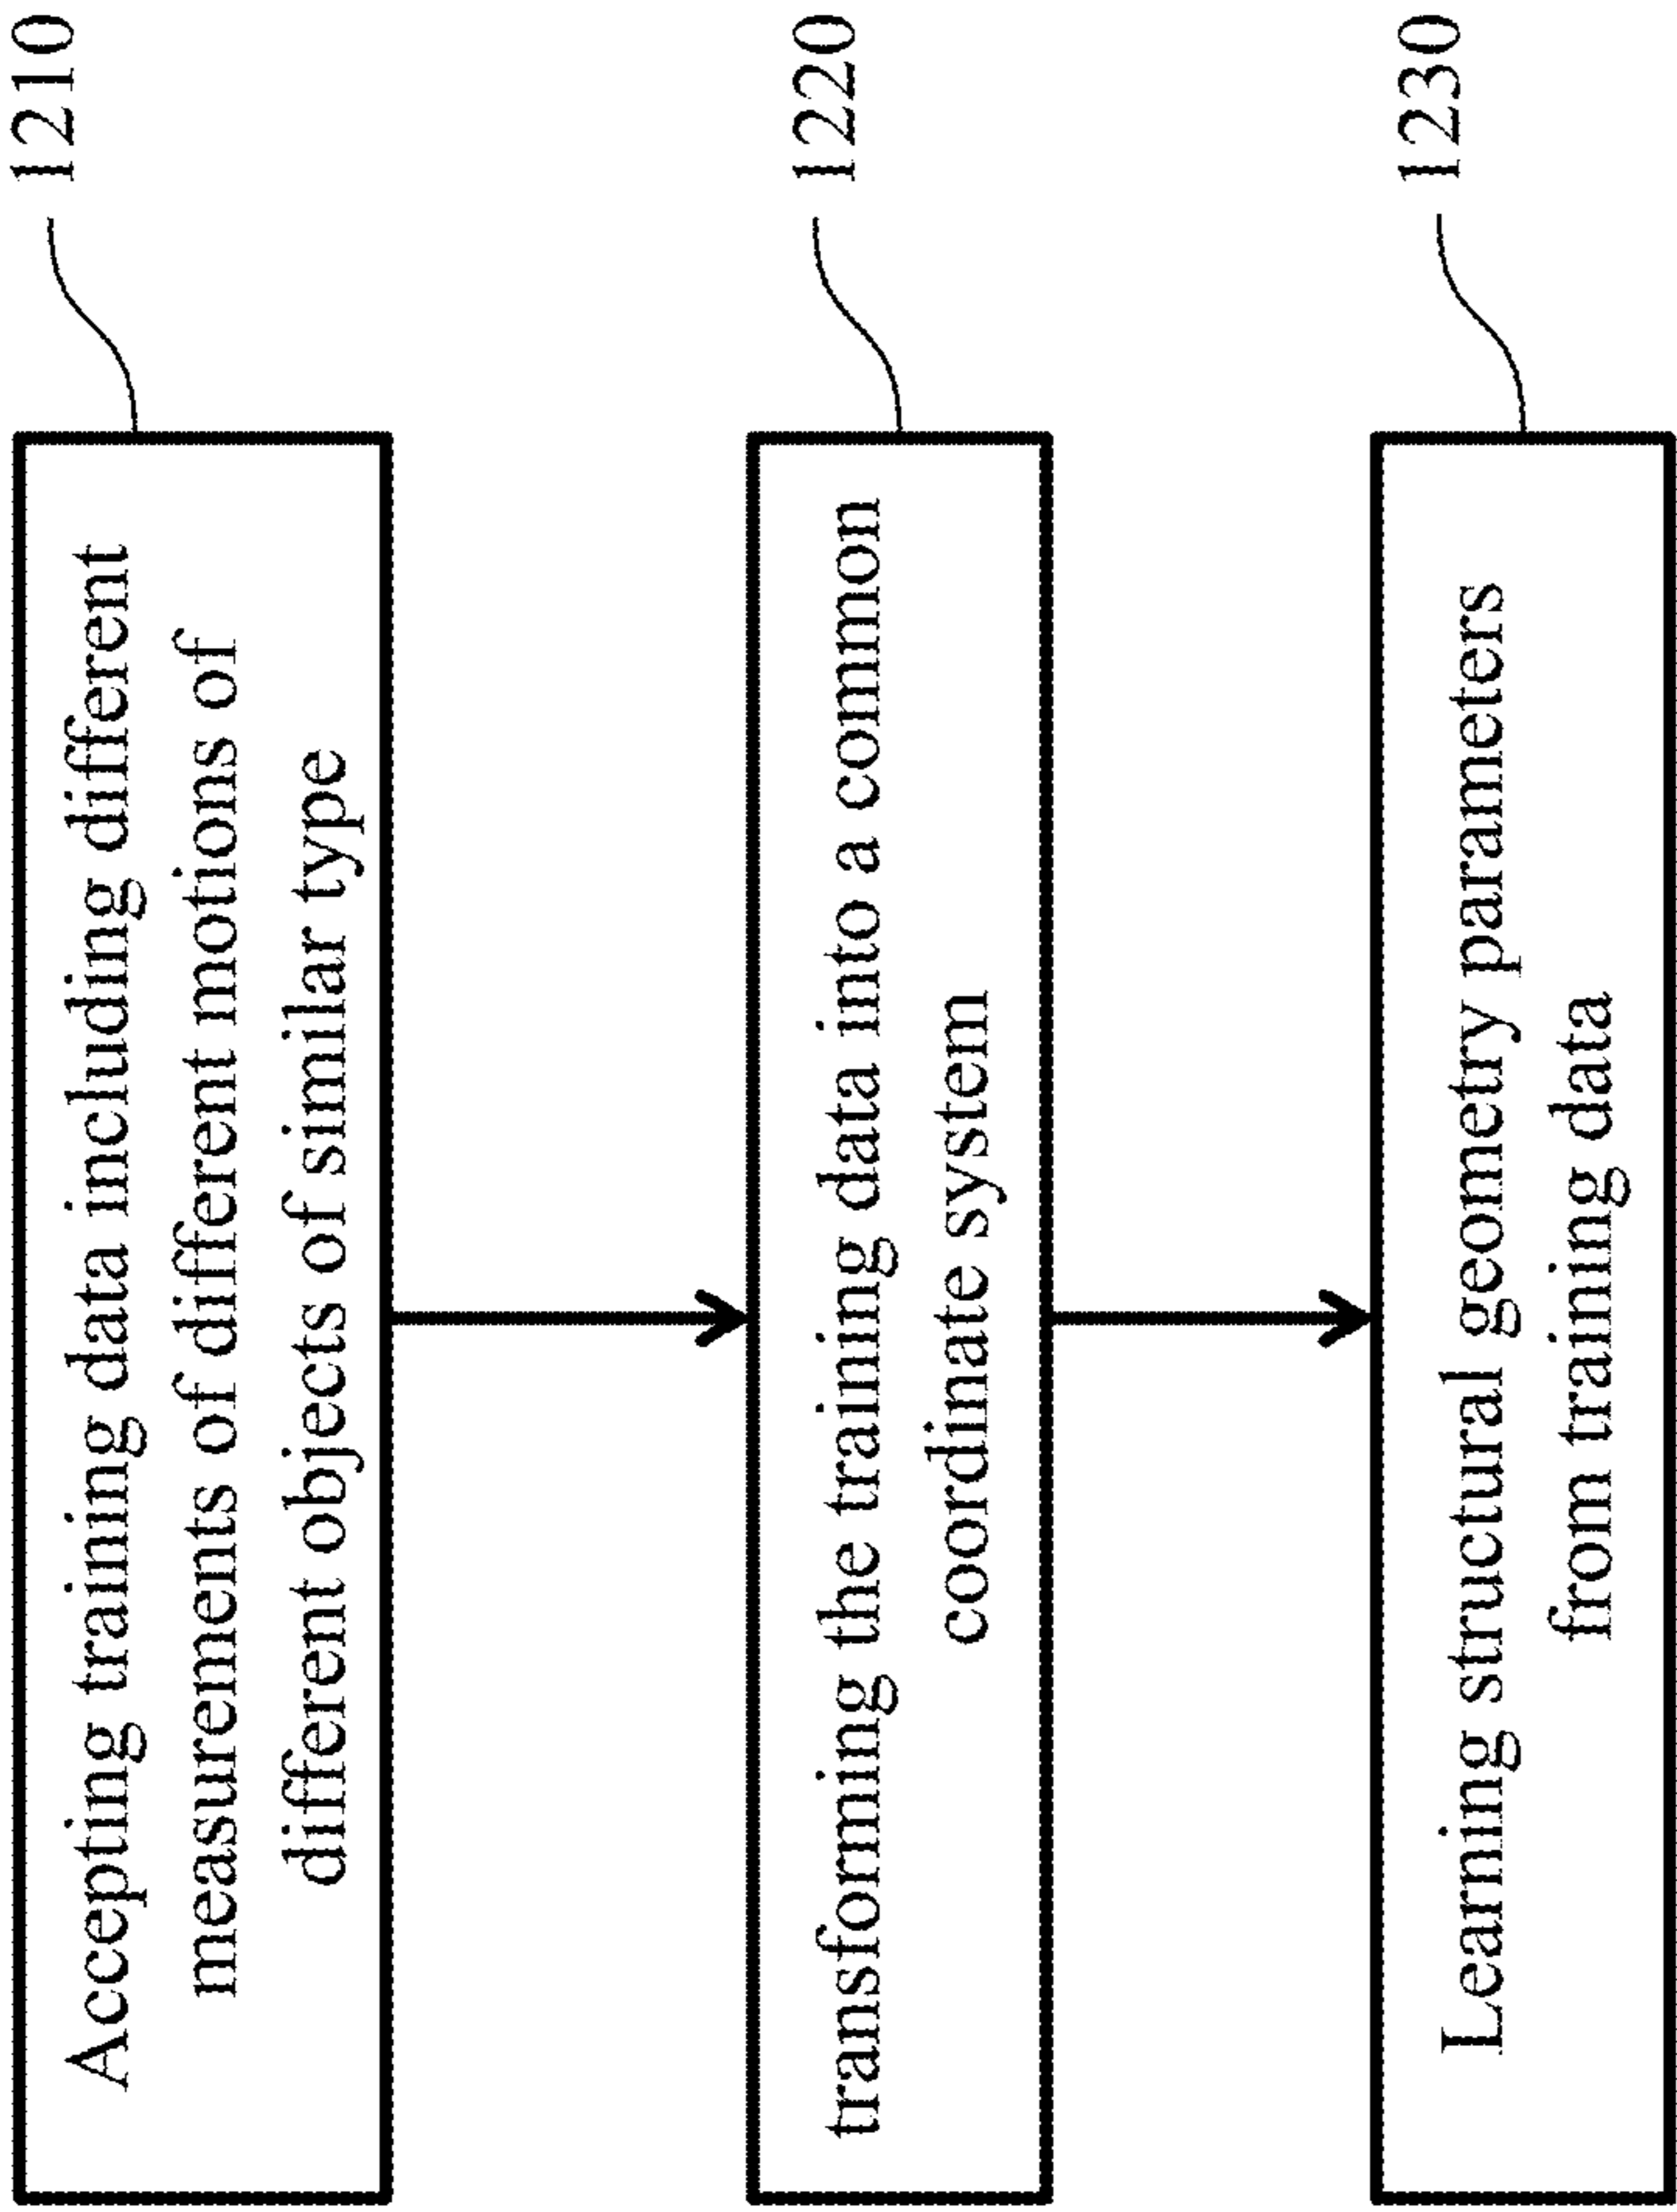 Accepting training data including different
measurements of different motions of
different objects of similar type
1210
transforming the training data into a common
coordinate system
1220
Learning structural geometry parameters
from training data
1230